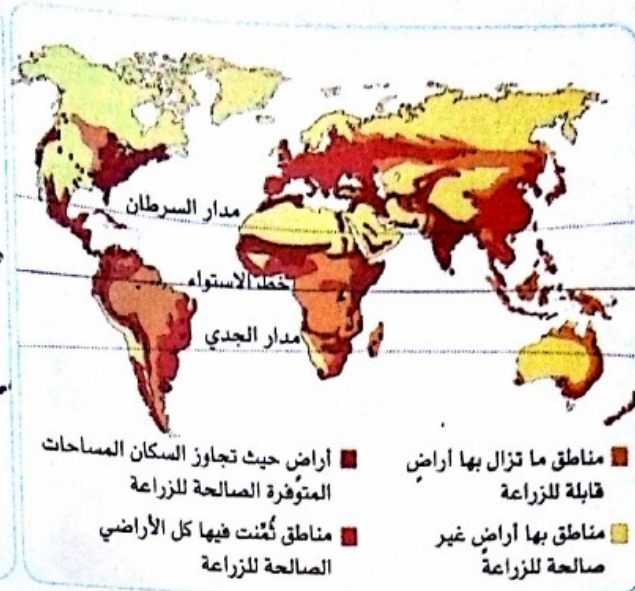 مدار السرطان
خط الاستواء
مدار الجدي
مناطق ما تزال بها أراضٍ
قابلة للزراعة
أراضٍ حيث تجاوز السكان المساحات
المتوفرة الصالحة للزراعة
مناطق بها أراضٍ غير
صالحة للزراعة
مناطق ثُمِّنت فيها كل الأراضي
الصالحة للزراعة